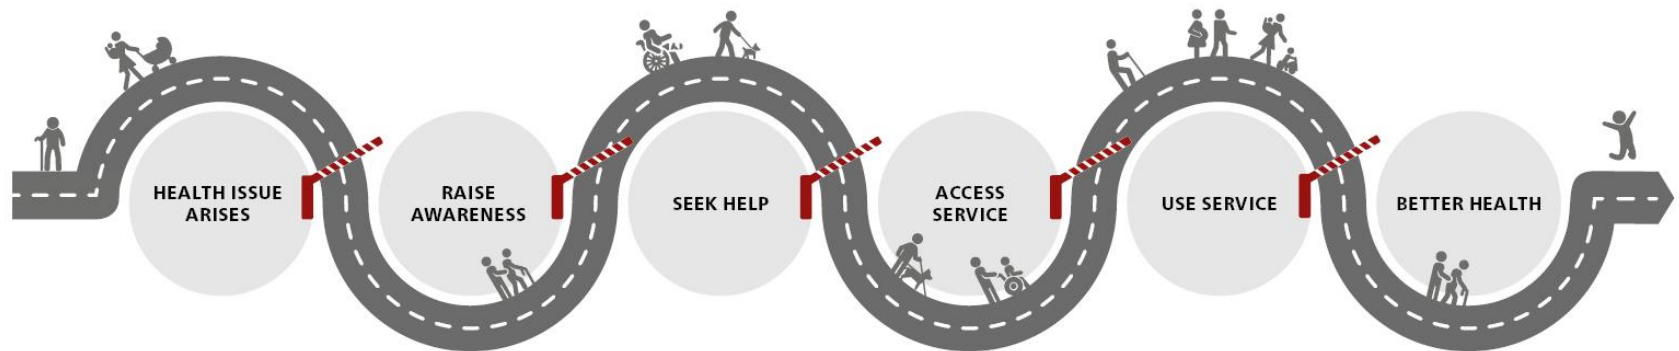 HEALTH ISSUE
ARISES
RAISE
AWARENESS
SEEK HELP
ACCESS
SERVICE
USE SERVICE
BETTER HEALTH